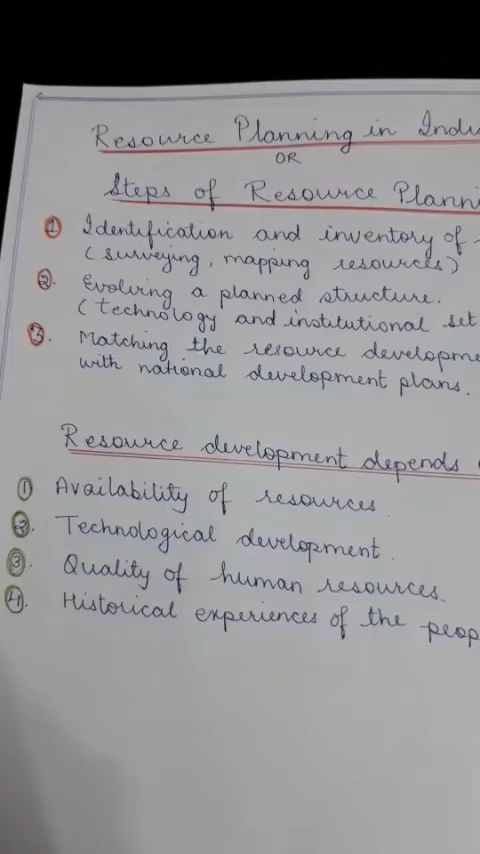 Resource Planning in Indi
OR
Steps of Resource Planni
1 Identification and inventory of
(surveying, mapping resources)
2. Evolving a planned structure.
(technology and institutional set
3. Matching the resource developme
with national development plans.
Resource development depends
1 Availability of resources
2. Technological development.
3 Quality of human resources.
4. Historical experiences of the peop